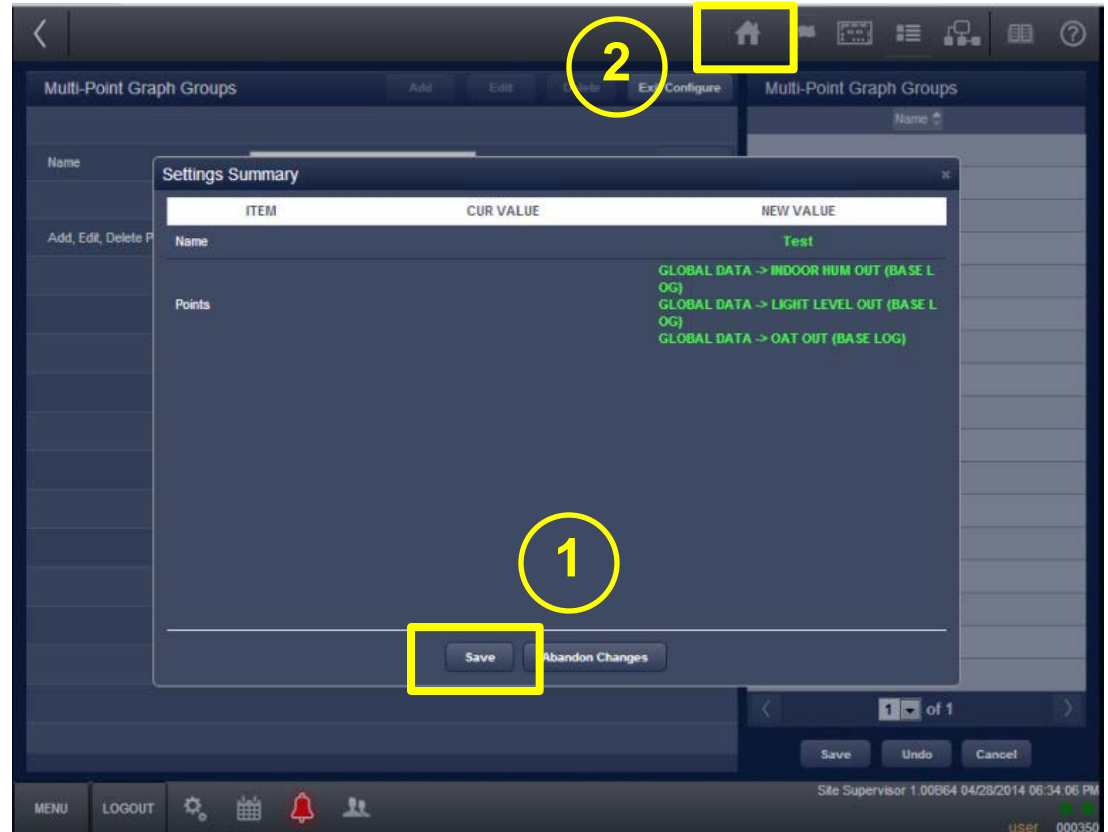 2
Multi-Point Graph Groups
Add Edit Delete Exit Configure
Multi-Point Graph Groups
Name
Name
Settings Summary
ITEM CUR VALUE NEW VALUE
Add, Edit, Delete P
Name Test
Points
GLOBAL DATA -> INDOOR HUM OUT (BASE L
OG)
GLOBAL DATA -> LIGHT LEVEL OUT (BASE L
OG)
GLOBAL DATA -> OAT OUT (BASE LOG)
1
Save Abandon Changes
1 of 1
Save Undo Cancel
MENU LOGOUT
Site Supervisor 1.00B64 04/28/2014 06:34:06 PM
user 000350